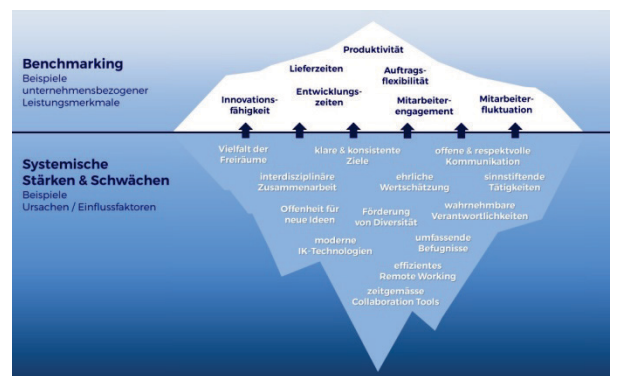 Benchmarking
Beispiele
unternehmensbezogener
Leistungsmerkmale
Produktivität
Lieferzeiten
Auftrags-
flexibilität
Entwicklungs-
zeiten
Innovations-
fähigkeit
Mitarbeiter-
engagement
Mitarbeiter-
fluktuation
Systemische
Stärken & Schwächen
Beispiele
Ursachen / Einflussfaktoren
Vielfalt der
Freiräume
klare & konsistente
Ziele
offene & respektvolle
Kommunikation
interdisziplinäre
Zusammenarbeit
ehrliche
Wertschätzung
sinnstiftende
Tätigkeiten
Offenheit für
neue Ideen
Förderung
von Diversität
wahrnehmbare
Verantwortlichkeiten
moderne
IK-Technologien
umfassende
Befugnisse
effizientes
Remote Working
zeitgemässe
Collaboration Tools